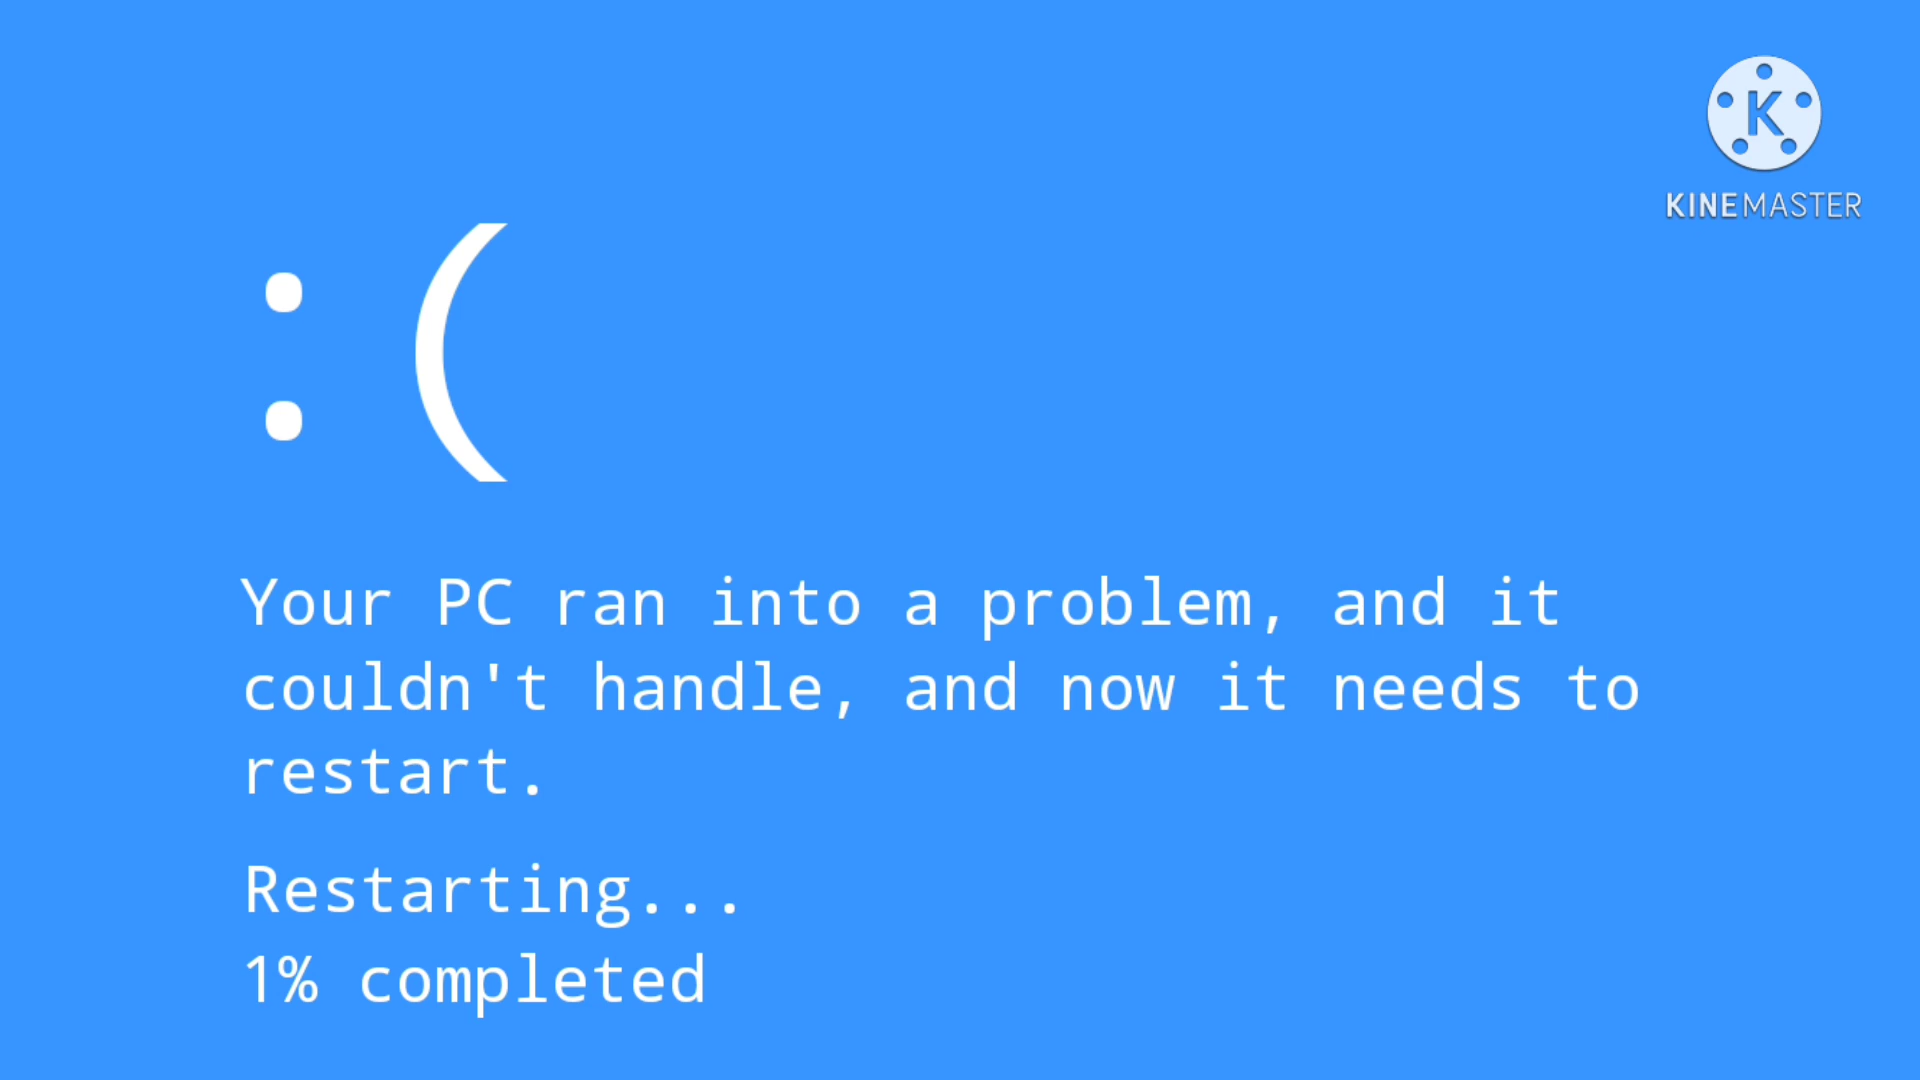 K
KINEMASTER
:(
Your PC ran into a problem, and it
couldn't handle, and now it needs to
restart.
Restarting...
1% completed